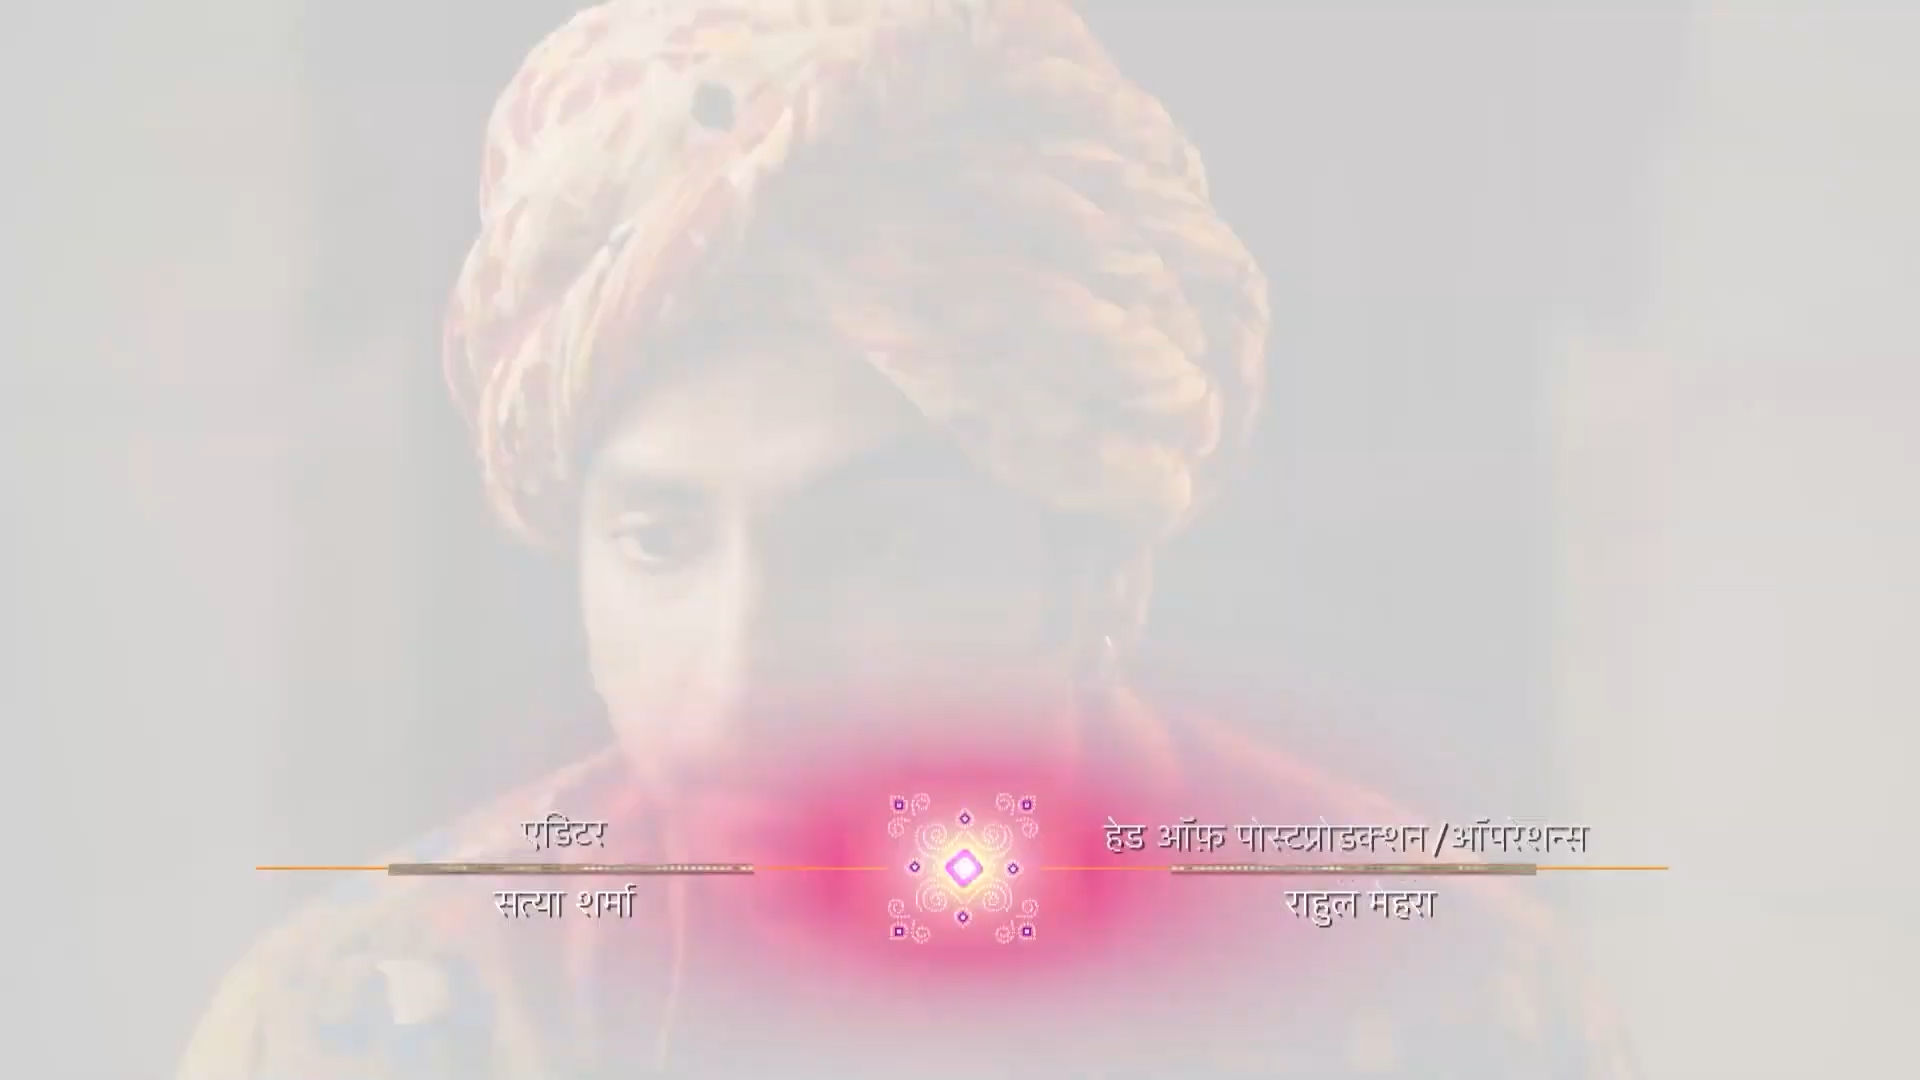 एडिटर
सत्या शर्मा
हेड ऑफ़ पोस्टप्रोडक्शन/ऑपरेशन्स
राहुल मेहरा